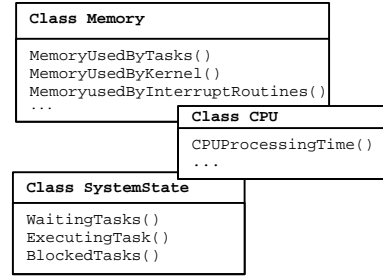 Class Memory
MemoryUsedByTasks()
MemoryUsedByKernel()
MemoryusedByInterruptRoutines()
...
Class CPU
CPUProcessingTime()
...
Class SystemState
WaitingTasks()
ExecutingTask()
BlockedTasks()